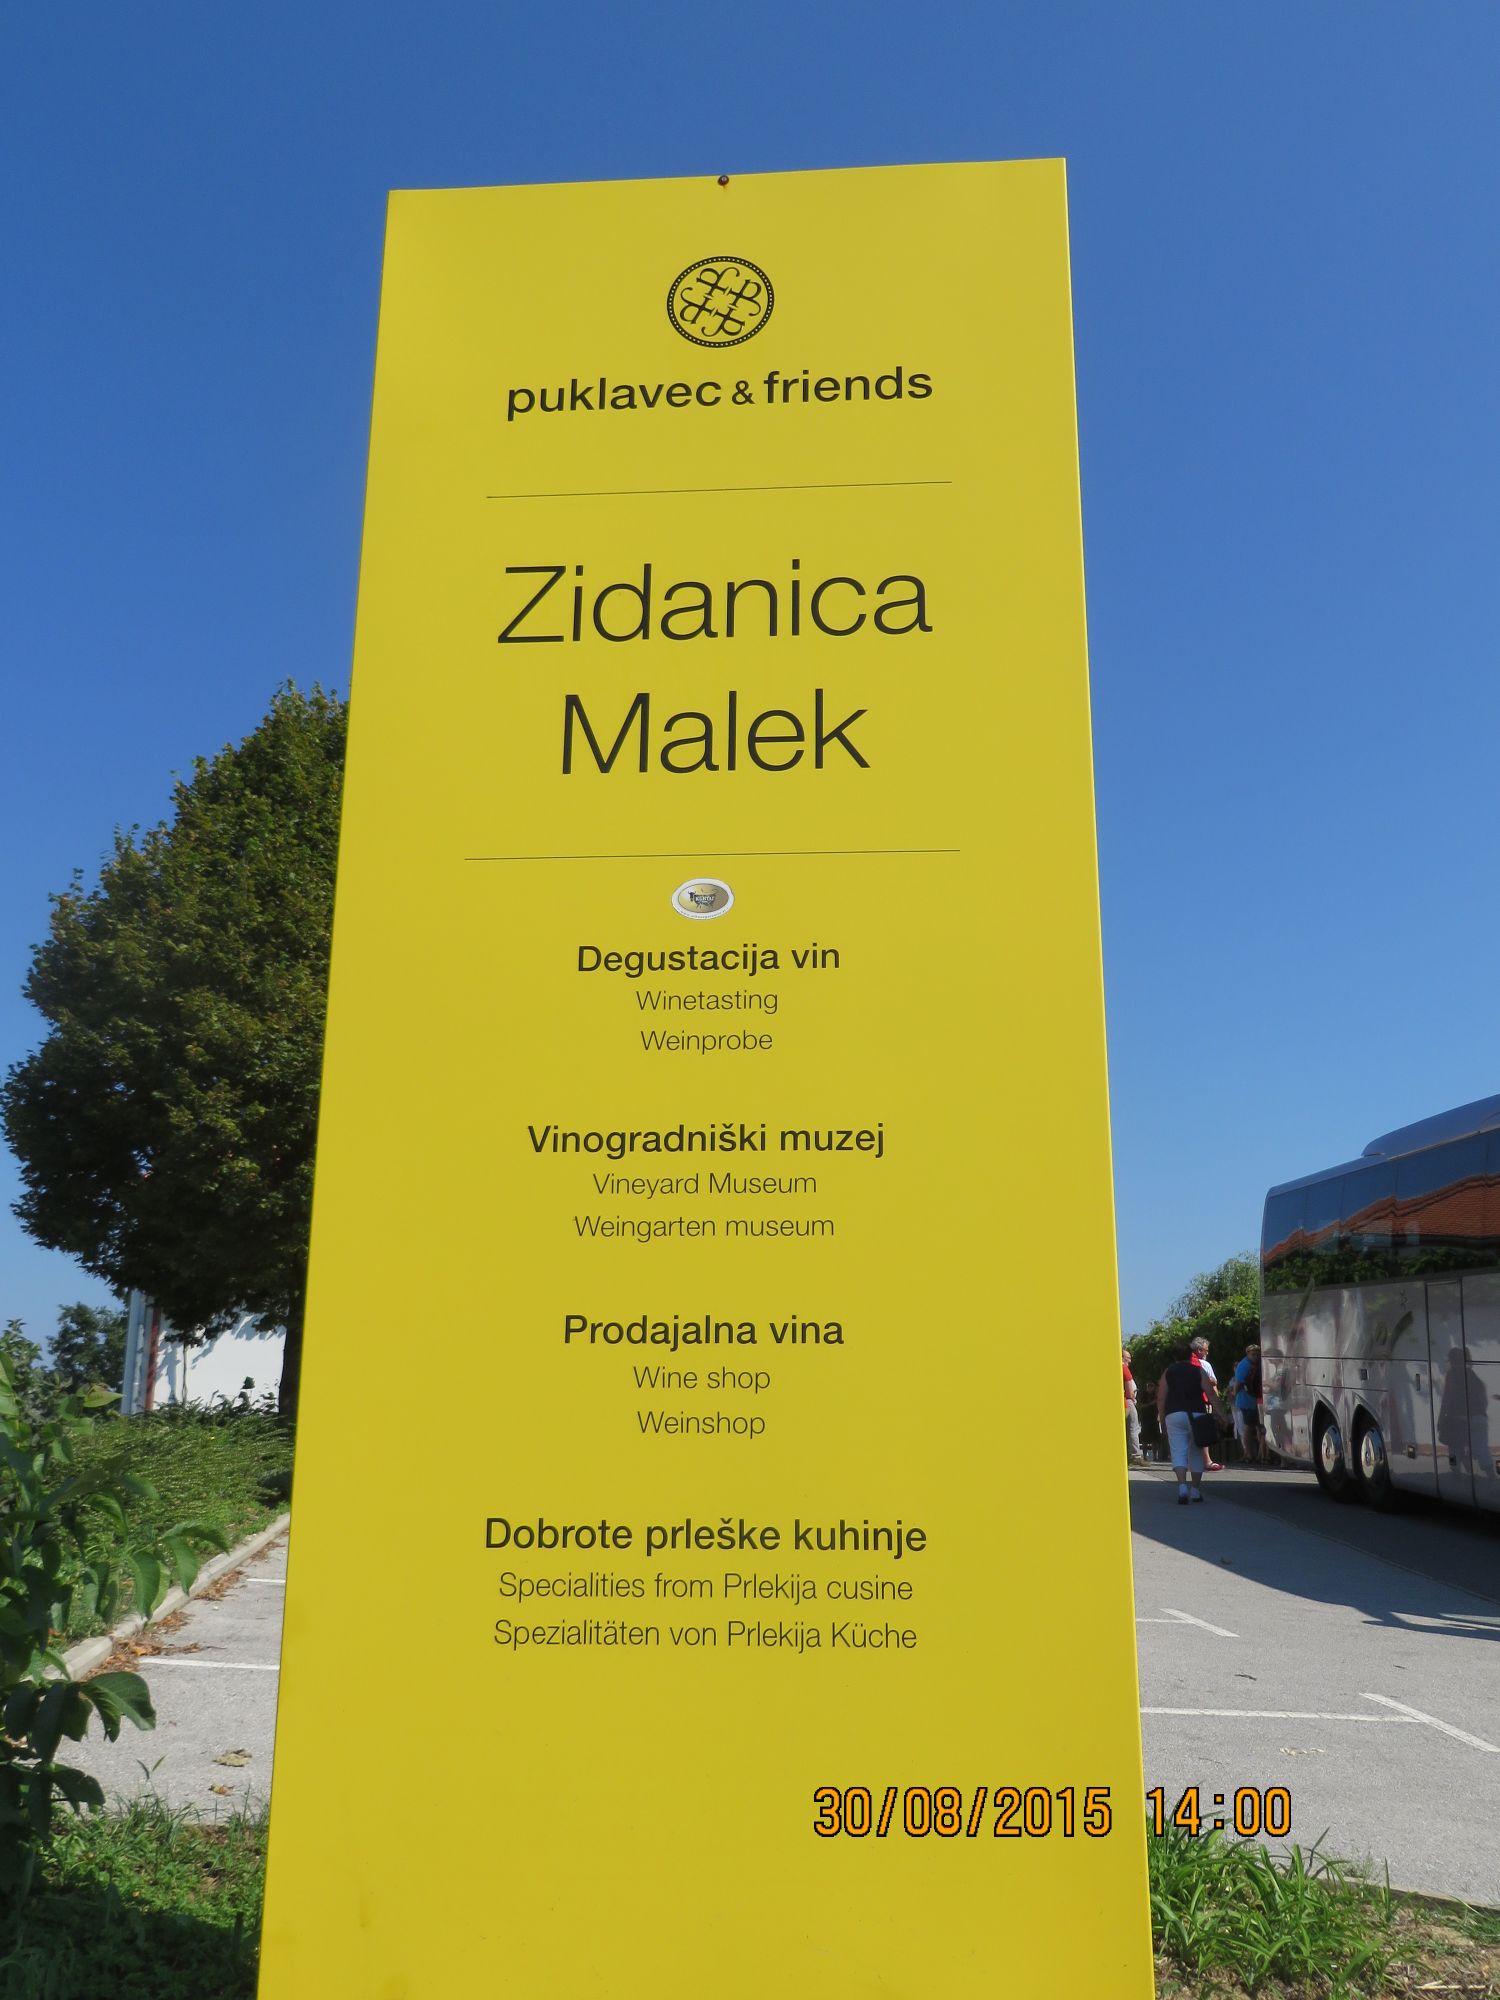 puklavec & friends
Zidanica
Malek
Degustacija vin
Winetasting
Weinprobe
Vinogradniški muzej
Vineyard Museum
Weingarten museum
Prodajalna vina
Wine shop
Weinshop
Dobrote prleške kuhinje
Specialities from Prlekija cusine
Spezialitäten von Prlekija Küche
30/08/2015 14:00